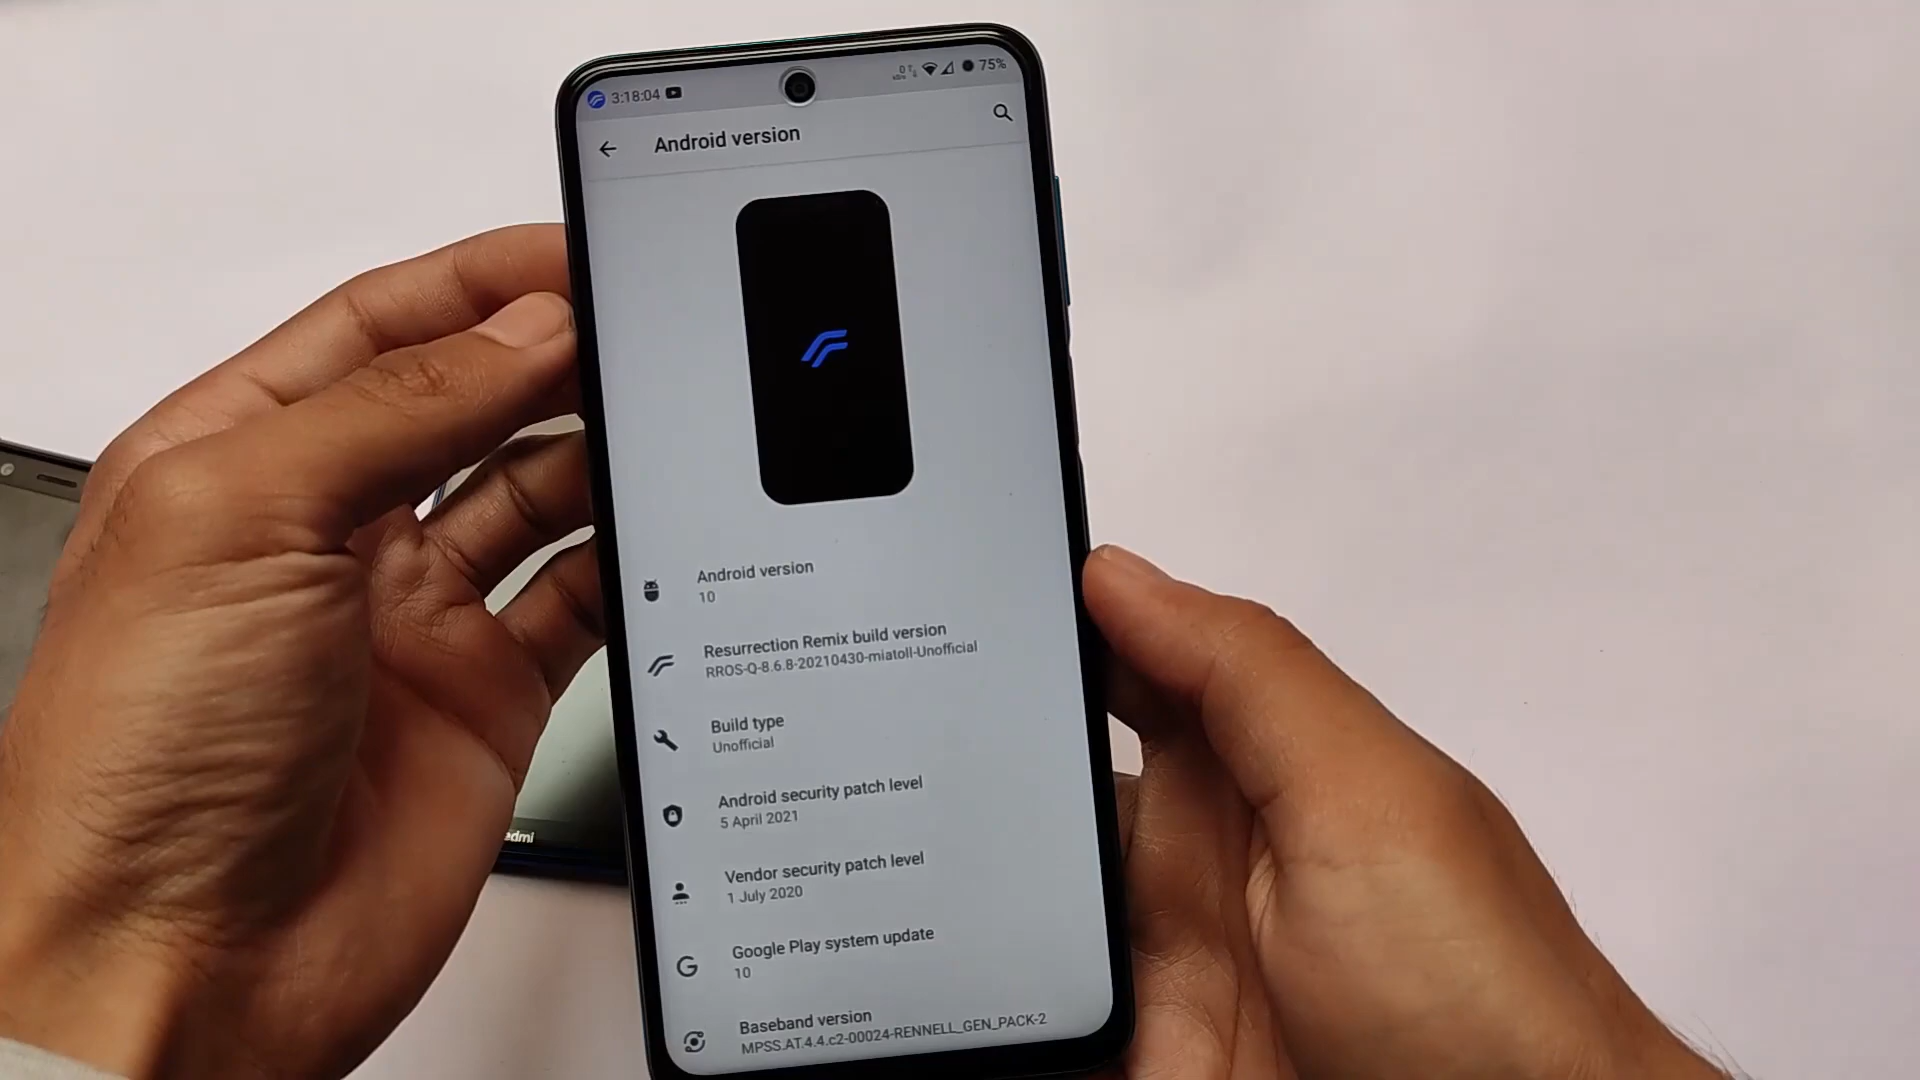 3:18:04
75%
Android version
Android version
10
Resurrection Remix build version
RROS-Q-8.6.8-20210430-miatoll-Unofficial
Build type
Unofficial
Android security patch level
5 April 2021
Vendor security patch level
1 July 2020
Google Play system update
10
Baseband version
MPSS.AT.4.4.c2-00024-RENNELL_GEN_PACK-2
edmi